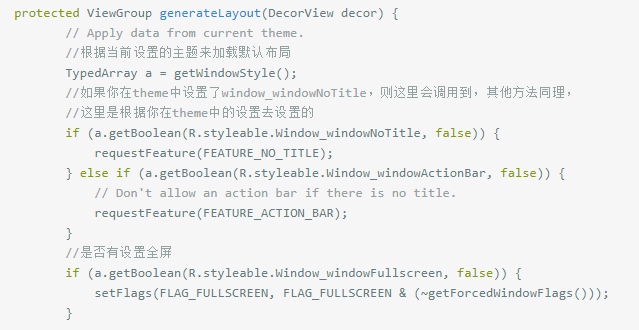 protected ViewGroup generateLayout(DecorView decor) {
// Apply data from current theme.
//根据当前设置的主题来加载默认布局
TypedArray a = getWindowStyle();
//如果你在theme中设置了window_windowNoTitle，则这里会调用到，其他方法同理，
//这里是根据你在theme中的设置去设置的
if (a.getBoolean(R.styleable.Window_windowNoTitle, false)) {
requestFeature(FEATURE_NO_TITLE);
} else if (a.getBoolean(R.styleable.Window_windowActionBar, false)) {
// Don't allow an action bar if there is no title.
requestFeature(FEATURE_ACTION_BAR);
}
//是否有设置全屏
if (a.getBoolean(R.styleable.Window_windowFullscreen, false)) {
setFlags(FLAG_FULLSCREEN, FLAG_FULLSCREEN & (~getForcedWindowFlags()));
}